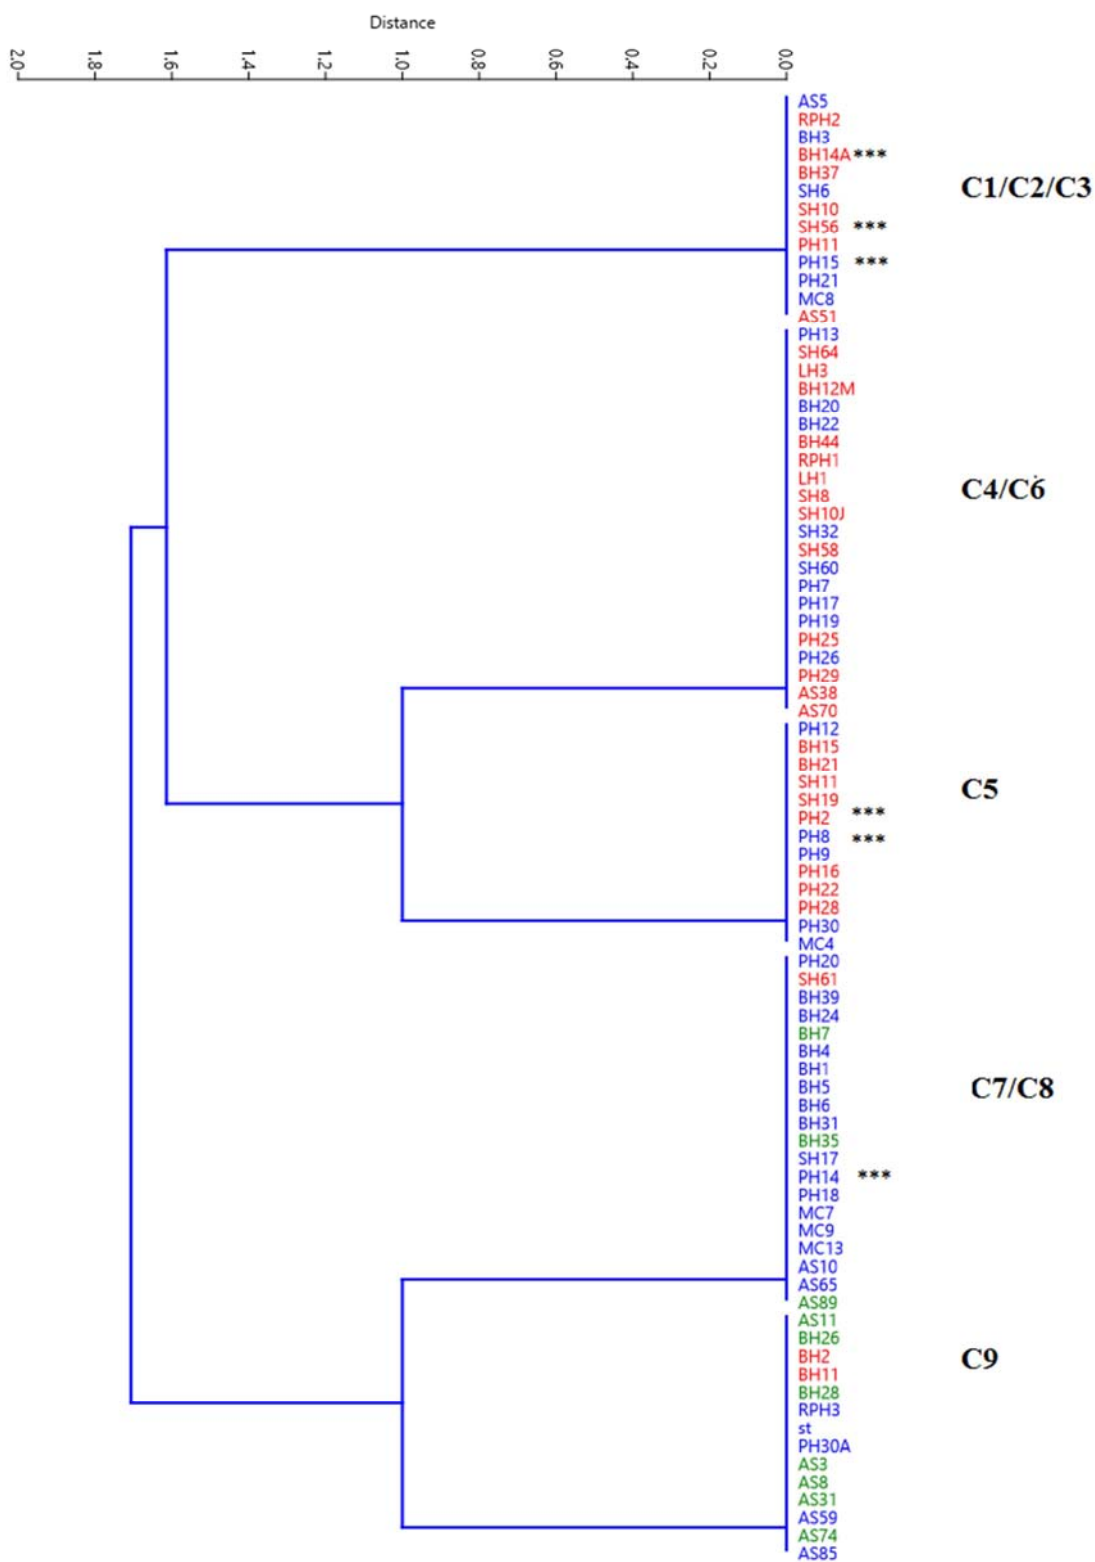 Distance
2.0 1.8 1.6 1.4 1.2 1.0 0.8 0.6 0.4 0.2 0.0
AS5
RPH2
BH3
BH14A ***
BH37
C1/C2/C3
SH6
SH10
SH56 ***
PH11
PH15 ***
PH21
MC8
AS51
PH13
SH64
LH3
BH12M
BH20
BH22
BH44
RPH1
LH1
C4/C6
SH8
SH10J
SH32
SH58
SH60
PH7
PH17
PH19
PH25
PH26
PH29
AS38
AS70
PH12
BH15
BH21
SH11
C5
SH19
PH2 ***
PH8 ***
PH9
PH16
PH22
PH28
PH30
MC4
PH20
SH61
BH39
BH24
BH7
BH4
BH1
BH5
C7/C8
BH6
BH31
BH35
SH17
PH14 ***
PH18
MC7
MC9
MC13
AS10
AS65
AS89
AS11
BH26
BH2
C9
BH11
BH28
RPH3
st
PH30A
AS3
AS8
AS31
AS59
AS74
AS85